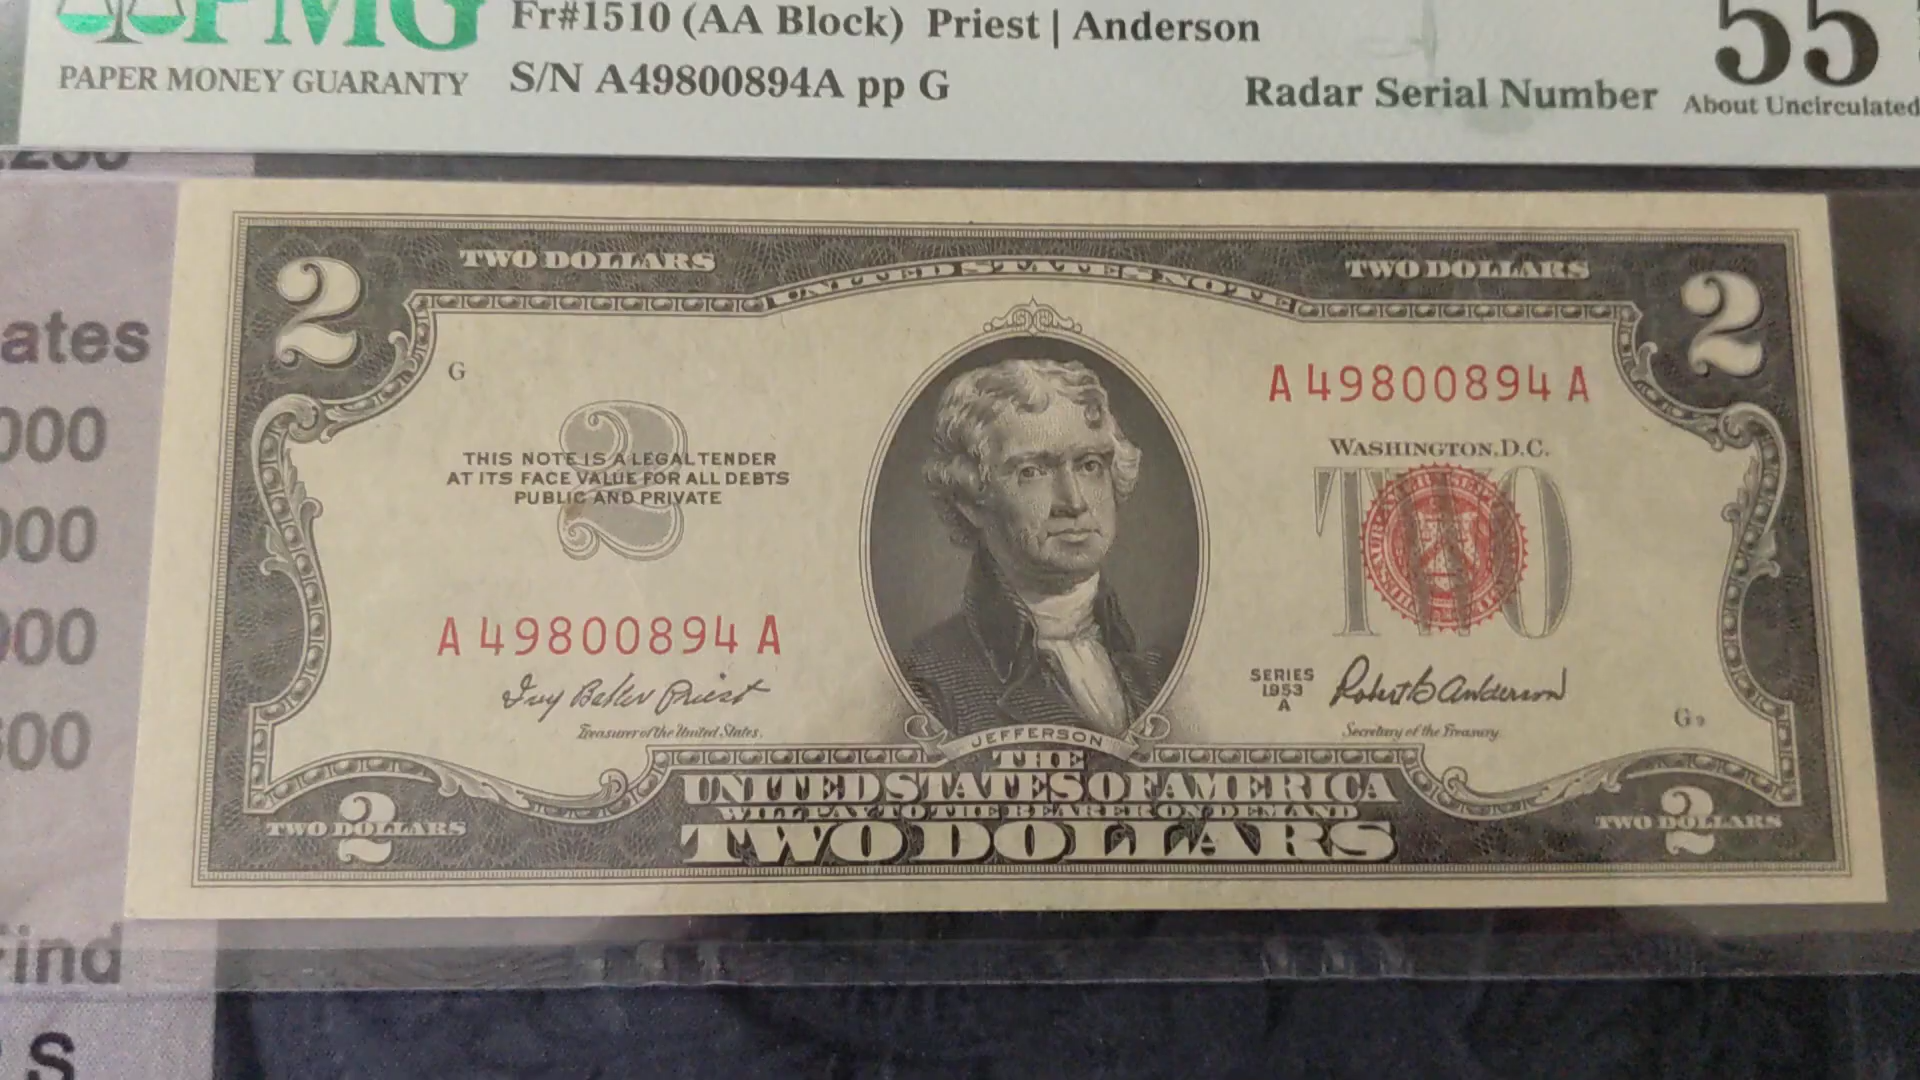 PMG
Fr#1510 (AA Block) Priest | Anderson
55
PAPER MONEY GUARANTY
S/N A49800894A pp G
Radar Serial Number
About Uncirculated
ates
000
000
000
500
Find
S
TWO DOLLARS
UNITED STATES NOTE
TWO DOLLARS
2
2
G
A 49800894 A
2
THIS NOTE IS A LEGAL TENDER
AT ITS FACE VALUE FOR ALL DEBTS
PUBLIC AND PRIVATE
WASHINGTON, D.C.
TWO
A 49800894 A
Ivy Baker Priest
Treasurer of the United States.
SERIES
1953
A
Robert B Anderson
Secretary of the Treasury.
G 9
JEFFERSON
THE
UNITED STATES OF AMERICA
WILL PAY TO THE BEARER ON DEMAND
TWO DOLLARS
2
TWO DOLLARS
2
TWO DOLLARS